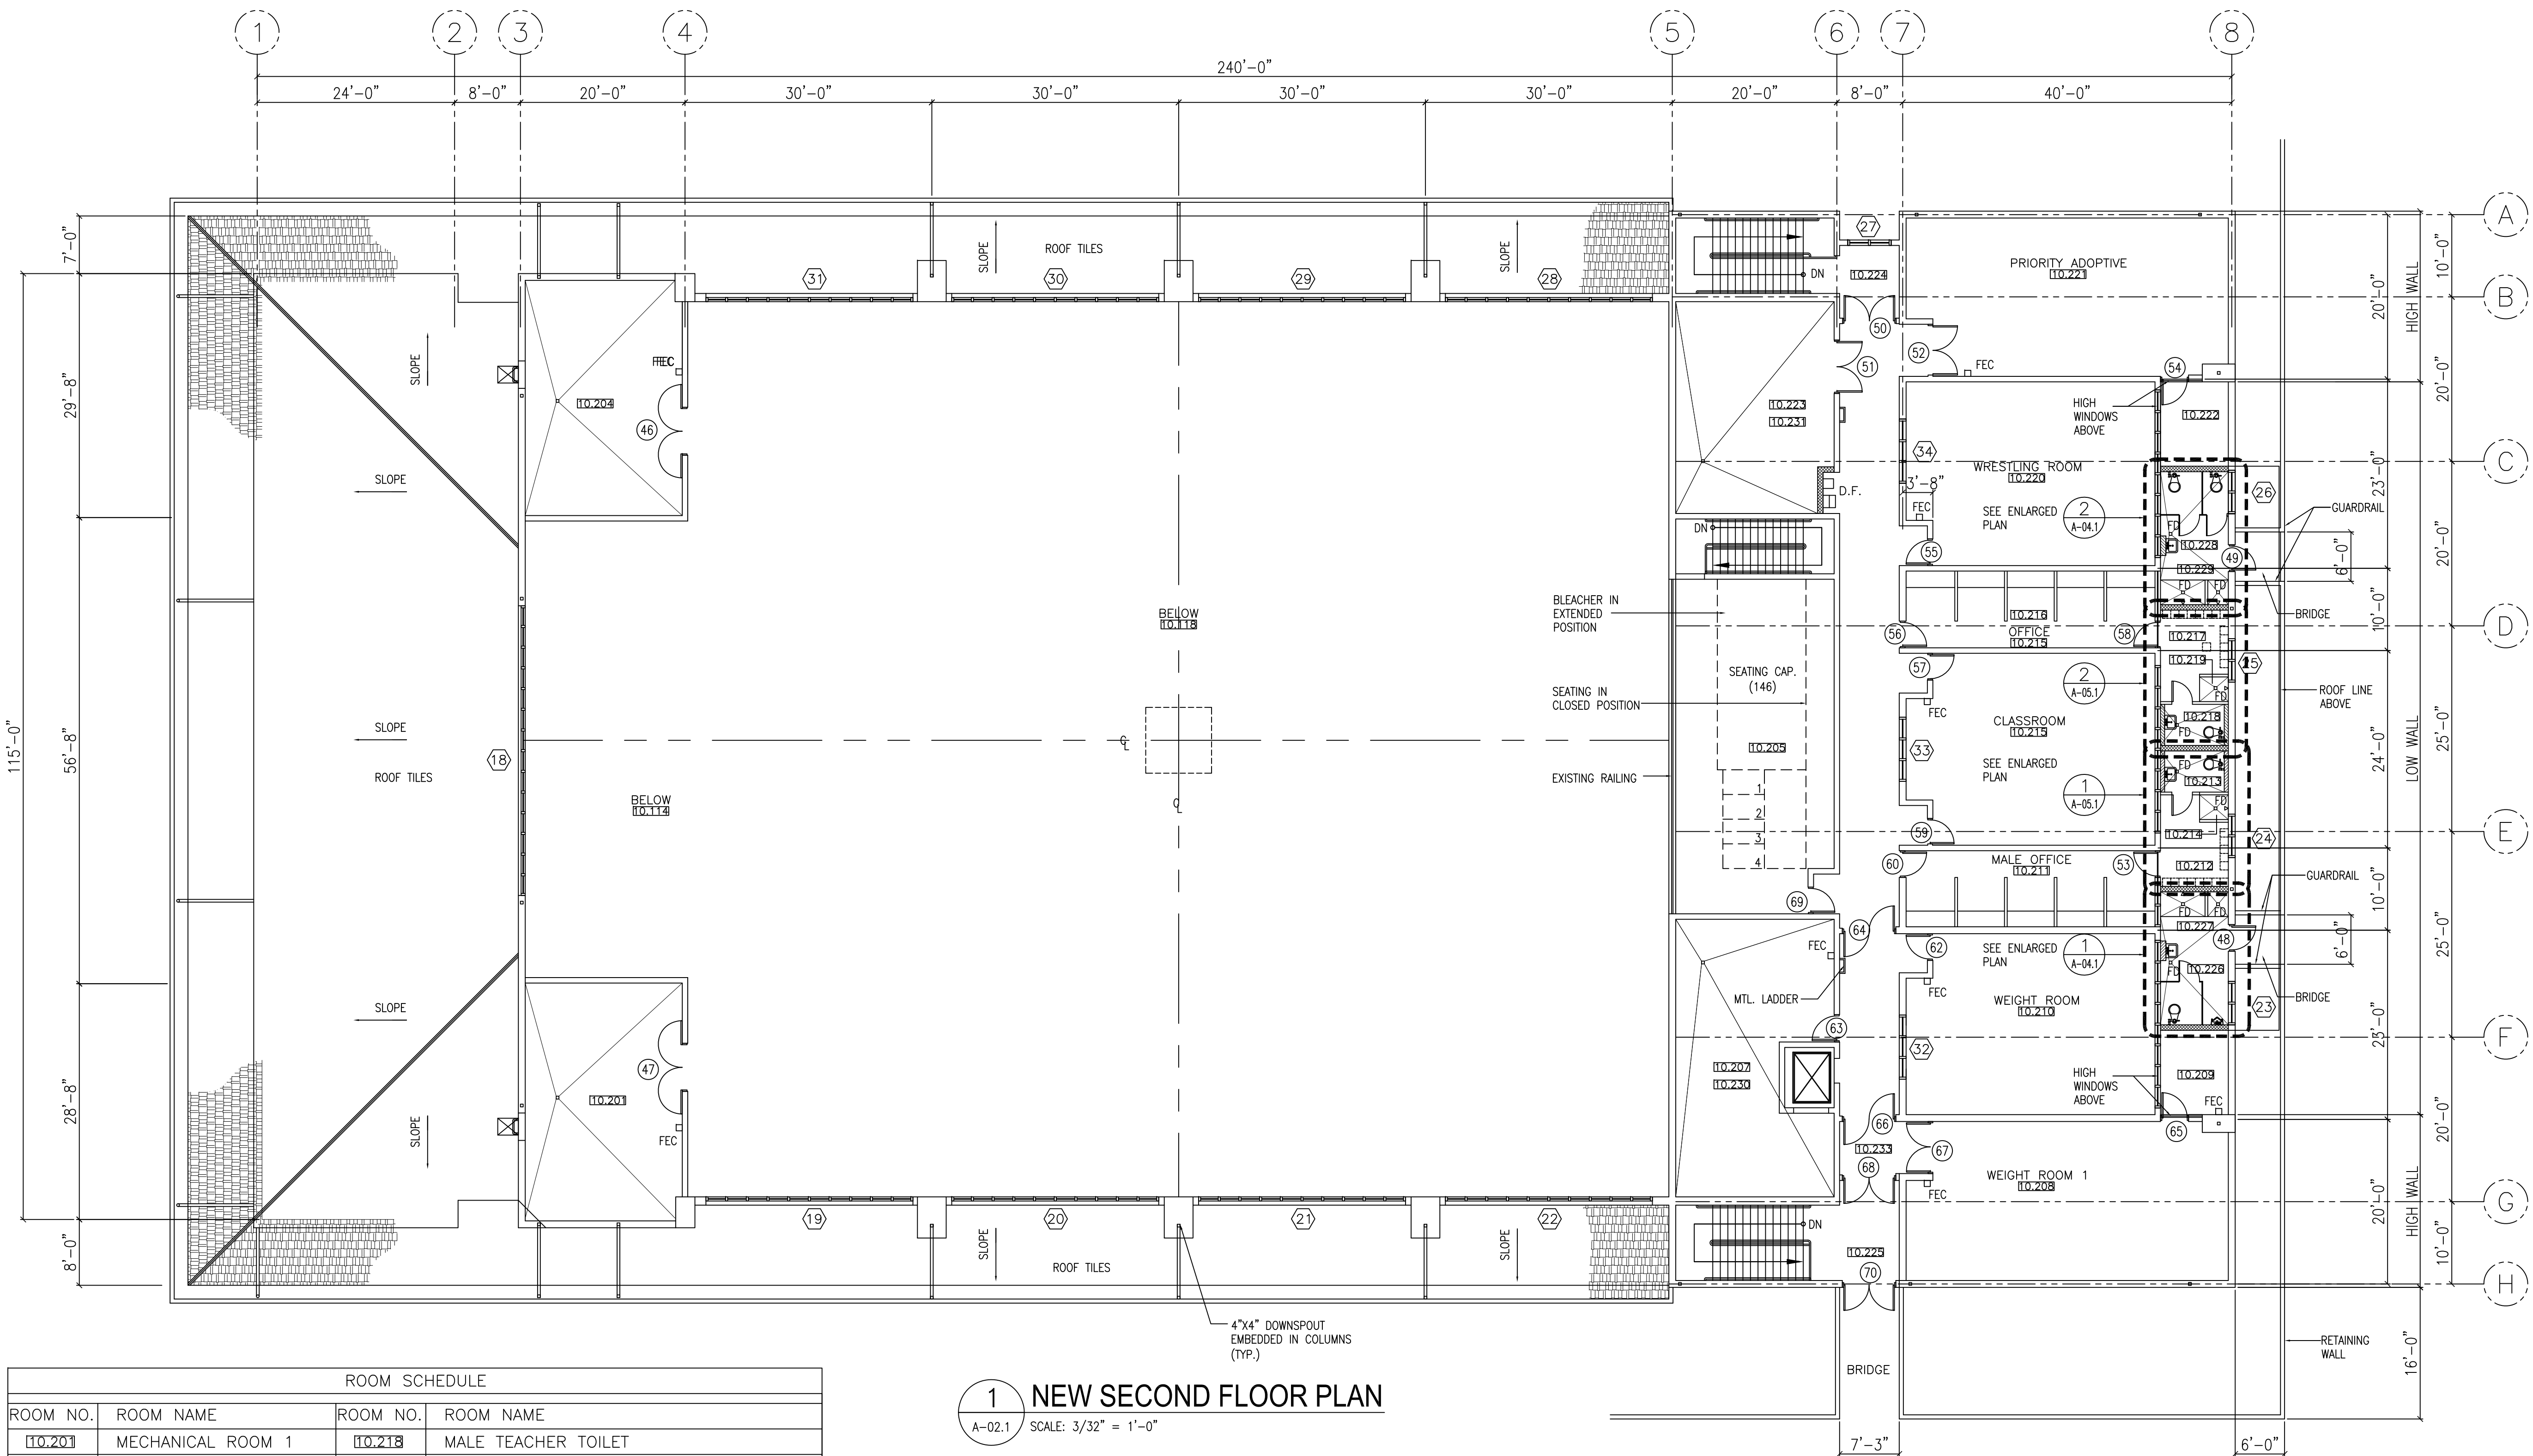 1 2 3 4 5 6 7 8
240'-0"
24'-0" 8'-0" 20'-0" 30'-0" 30'-0" 30'-0" 30'-0" 20'-0" 8'-0" 40'-0"
A
B
C
D
E
F
G
H
7'-0"
29'-8"
56'-8"
28'-8"
8'-0"
115'-0"
SLOPE
ROOF TILES
SLOPE
31
30
29
28
27
DN
10.224
50
PRIORITY ADOPTIVE
10.221
10'-0"
20'-0"
HIGH WALL
SLOPE
FEC
10.204
46
51
52
FEC
54
10.223
10.231
HIGH
WINDOWS
ABOVE
10.222
20'-0"
SLOPE
34
WRESTLING ROOM
10.220
3'-8"
D.F.
FEC
SEE ENLARGED
PLAN
2
A-04.1
26
GUARDRAIL
23'-0"
DN
55
FD
10.228
10.229
49
FD
FD
6'-0"
20'-0"
BRIDGE
BELOW
10.118
BLEACHER IN
EXTENDED
POSITION
10.216
OFFICE
10.215
56
58
10.217
10.219
10'-0"
57
SEATING CAP.
(146)
2
A-05.1
25
FD
SEATING IN
CLOSED POSITION
FEC
ROOF LINE
ABOVE
SLOPE
18
ROOF TILES
CLASSROOM
10.215
10.218
FD
24'-0"
25'-0"
LOW WALL
10.205
33
EXISTING RAILING
SEE ENLARGED
PLAN
1
A-05.1
FD
10.213
FD
BELOW
10.114
1
2
3
4
59
10.214
24
60
MALE OFFICE
10.211
53
10.212
GUARDRAIL
10'-0"
69
64
FD
FD
10.227
48
6'-0"
25'-0"
FEC
62
SEE ENLARGED
PLAN
1
A-04.1
FD
10.226
MTL. LADDER
FEC
WEIGHT ROOM
10.210
BRIDGE
23
SLOPE
63
32
23'-0"
47
10.201
10.207
10.230
HIGH
WINDOWS
ABOVE
10.209
FEC
65
SLOPE
FEC
66
10.233
67
68
WEIGHT ROOM 1
10.208
FEC
20'-0"
20'-0"
HIGH WALL
10'-0"
19
20
21
22
SLOPE
ROOF TILES
SLOPE
DN
10.225
70
4"X4" DOWNSPOUT
EMBEDDED IN COLUMNS
(TYP.)
RETAINING
WALL
BRIDGE
16'-0"
7'-3"
6'-0"
ROOM SCHEDULE
ROOM NO. ROOM NAME ROOM NO. ROOM NAME
10.201 MECHANICAL ROOM 1 10.218 MALE TEACHER TOILET
1
A-02.1
NEW SECOND FLOOR PLAN
SCALE: 3/32" = 1'-0"